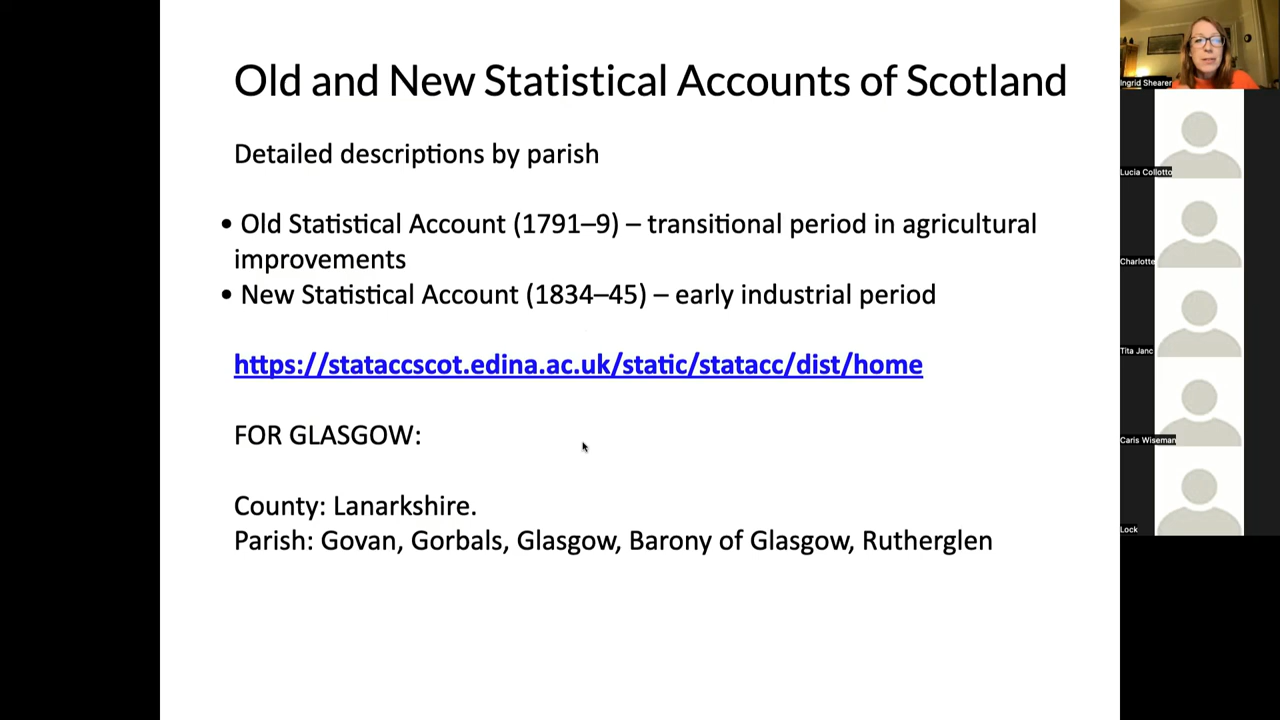 Old and New Statistical Accounts of Scotland
Detailed descriptions by parish
• Old Statistical Account (1791–9) – transitional period in agricultural
improvements
• New Statistical Account (1834–45) – early industrial period
https://stataccscot.edina.ac.uk/static/statacc/dist/home
FOR GLASGOW:
County: Lanarkshire.
Parish: Govan, Gorbals, Glasgow, Barony of Glasgow, Rutherglen
Ingrid Shearer
Lucia Collotto
Charlotte
Tita Janc
Caris Wiseman
Lock